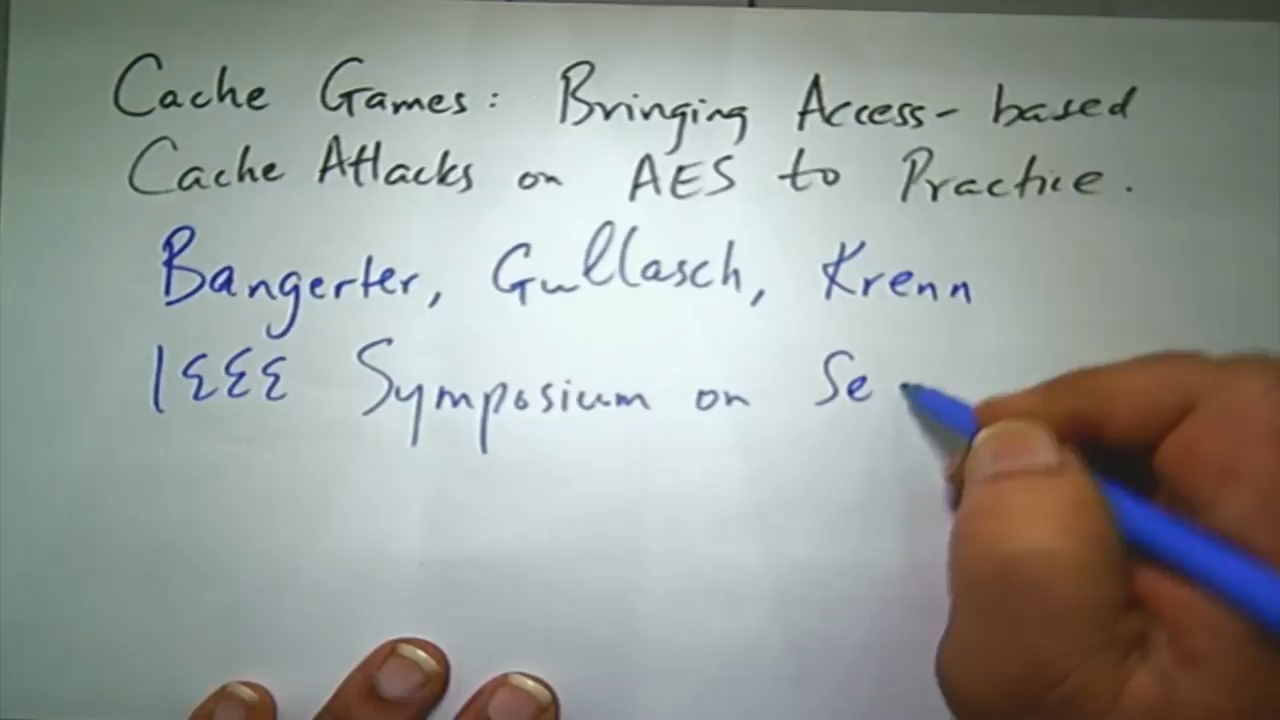 Cache Games: Bringing Access-based
Cache Attacks on AES to Practice.
Bangerter, Gullasch, Krenn
IEEE Symposium on Se